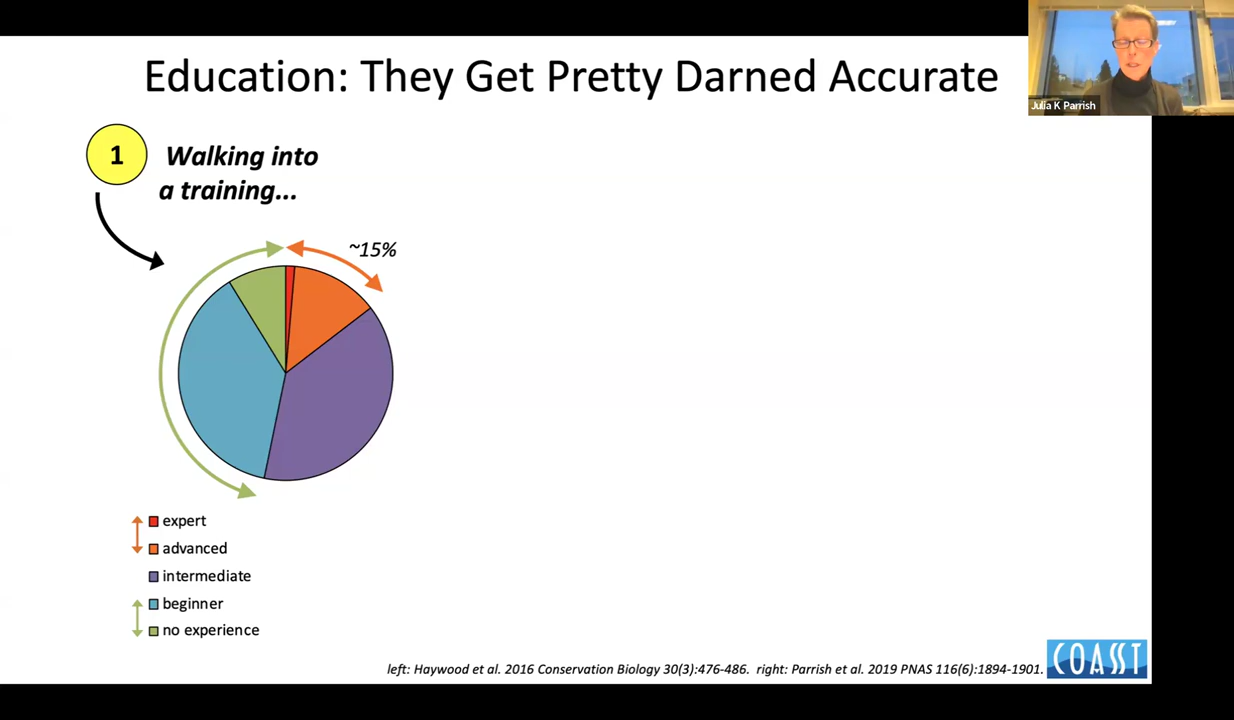 Education: They Get Pretty Darned Accurate
Julia K Parrish
1
Walking into
a training...
~15%
expert
advanced
intermediate
beginner
no experience
left: Haywood et al. 2016 Conservation Biology 30(3):476-486. right: Parrish et al. 2019 PNAS 116(6):1894-1901.
COASST